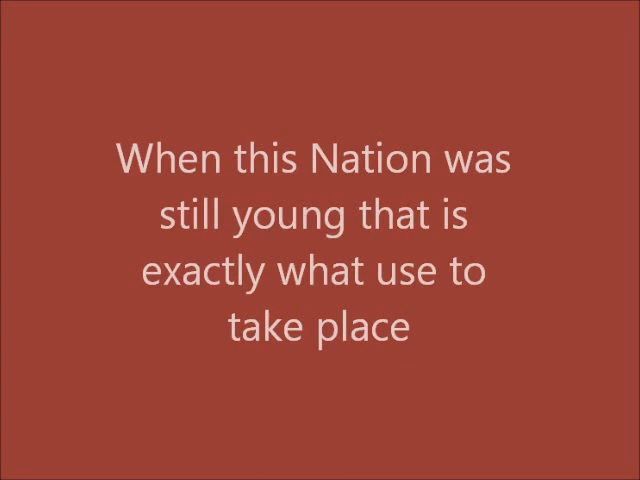 When this Nation was
still young that is
exactly what use to
take place